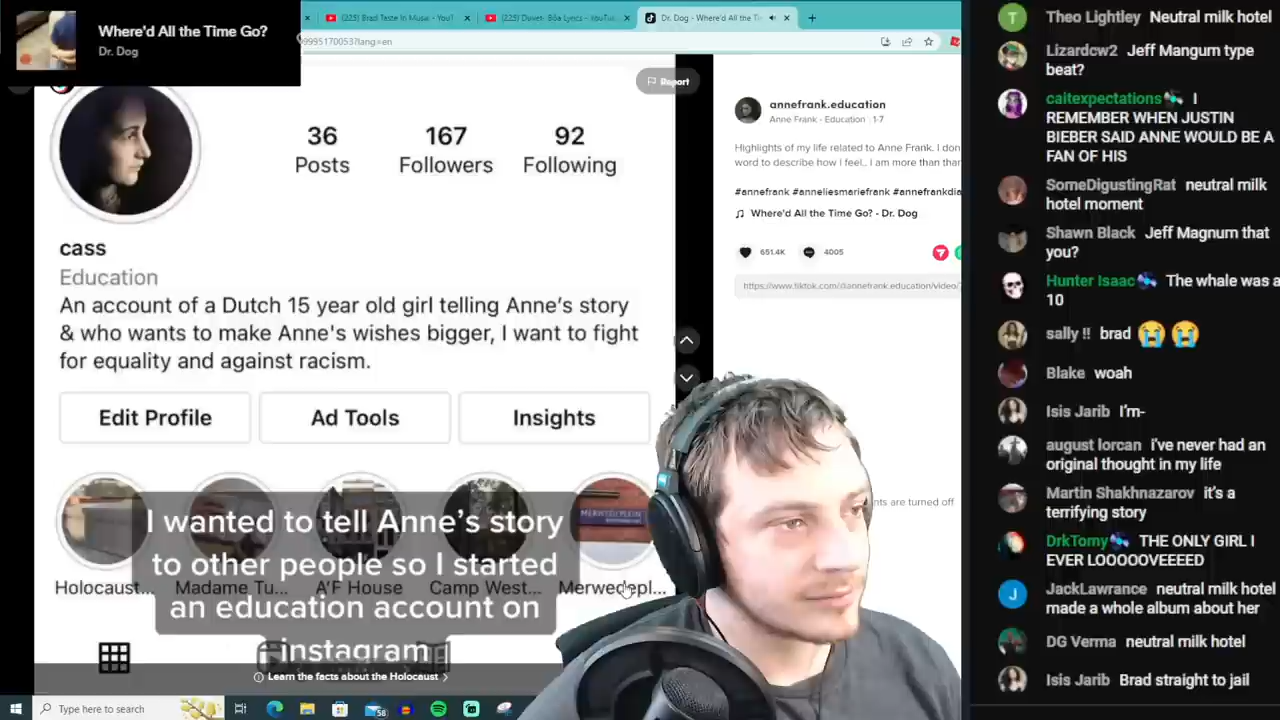 Where'd All the Time Go?
Dr. Dog
(225) Brad Taste In Music - YouT
(225) Duvet- Bôa Lyrics - YouTu
Dr. Dog - Where'd All the Tim
99951170053?lang=en
Report
36
Posts
167
Followers
92
Following
cass
Education
An account of a Dutch 15 year old girl telling Anne's story
& who wants to make Anne's wishes bigger, I want to fight
for equality and against racism.
Edit Profile
Ad Tools
Insights
Holocaust...
Madame Tu...
A'F House
Camp West...
Merwedepl...
I wanted to tell Anne's story
to other people so I started
an education account on
instagram
Learn the facts about the Holocaust
annefrank.education
Anne Frank - Education · 1-7
Highlights of my life related to Anne Frank. I don
word to describe how I feel.. I am more than than
#annefrank #anneliesmariefrank #annefrankdia
Where'd All the Time Go? - Dr. Dog
651.4K
4005
https://www.tiktok.com/@annefrank.education/video/
nts are turned off
Type here to search
58
Theo Lightley Neutral milk hotel
Lizardcw2 Jeff Mangum type
beat?
caitexpectations I
REMEMBER WHEN JUSTIN
BIEBER SAID ANNE WOULD BE A
FAN OF HIS
SomeDigustingRat neutral milk
hotel moment
Shawn Black Jeff Magnum that
you?
Hunter Isaac The whale was a
10
sally !! brad 😭😭
Blake woah
Isis Jarib I'm-
august lorcan i've never had an
original thought in my life
Martin Shakhnazarov it's a
terrifying story
DrkTomy THE ONLY GIRL I
EVER LOOOOVEEEED
JackLawrance neutral milk hotel
made a whole album about her
DG Verma neutral milk hotel
Isis Jarib Brad straight to jail